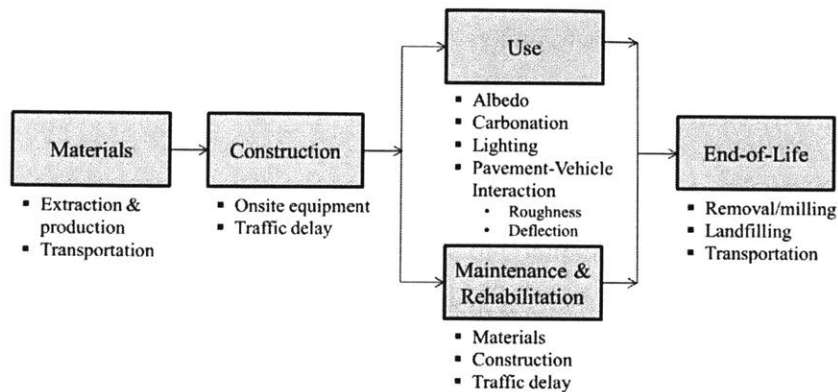 Materials
▪ Extraction &
production
▪ Transportation
Construction
▪ Onsite equipment
▪ Traffic delay
Use
▪ Albedo
▪ Carbonation
▪ Lighting
▪ Pavement-Vehicle
Interaction
• Roughness
• Deflection
Maintenance &
Rehabilitation
▪ Materials
▪ Construction
▪ Traffic delay
End-of-Life
▪ Removal/milling
▪ Landfilling
▪ Transportation